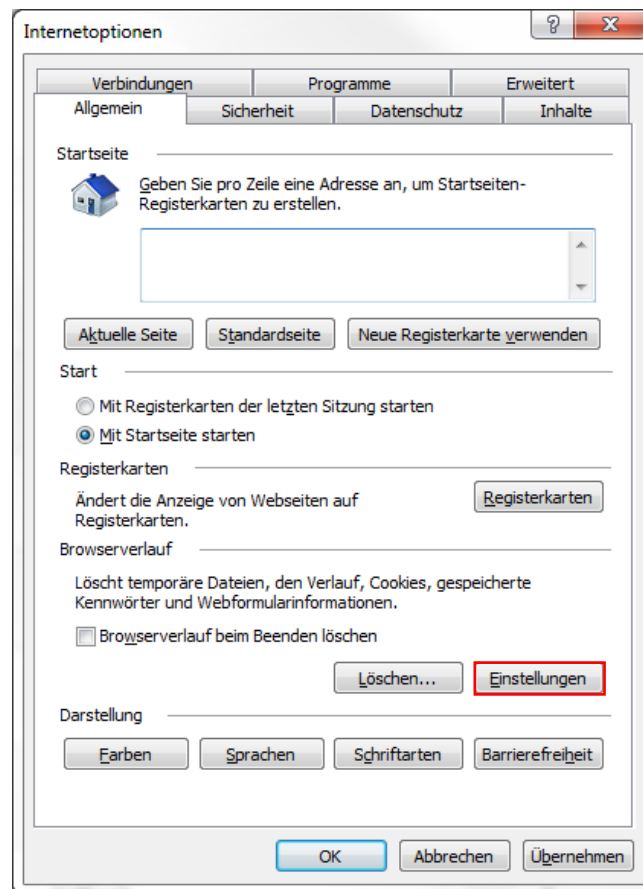 Internetoptionen
Verbindungen Programme Erweitert
Allgemein Sicherheit Datenschutz Inhalte
Startseite
Geben Sie pro Zeile eine Adresse an, um Startseiten-
Registerkarten zu erstellen.
Aktuelle Seite Standardseite Neue Registerkarte verwenden
Start
Mit Registerkarten der letzten Sitzung starten
Mit Startseite starten
Registerkarten
Ändert die Anzeige von Webseiten auf
Registerkarten.
Registerkarten
Browserverlauf
Löscht temporäre Dateien, den Verlauf, Cookies, gespeicherte
Kennwörter und Webformularinformationen.
Browserverlauf beim Beenden löschen
Löschen... Einstellungen
Darstellung
Farben Sprachen Schriftarten Barrierefreiheit
OK Abbrechen Übernehmen